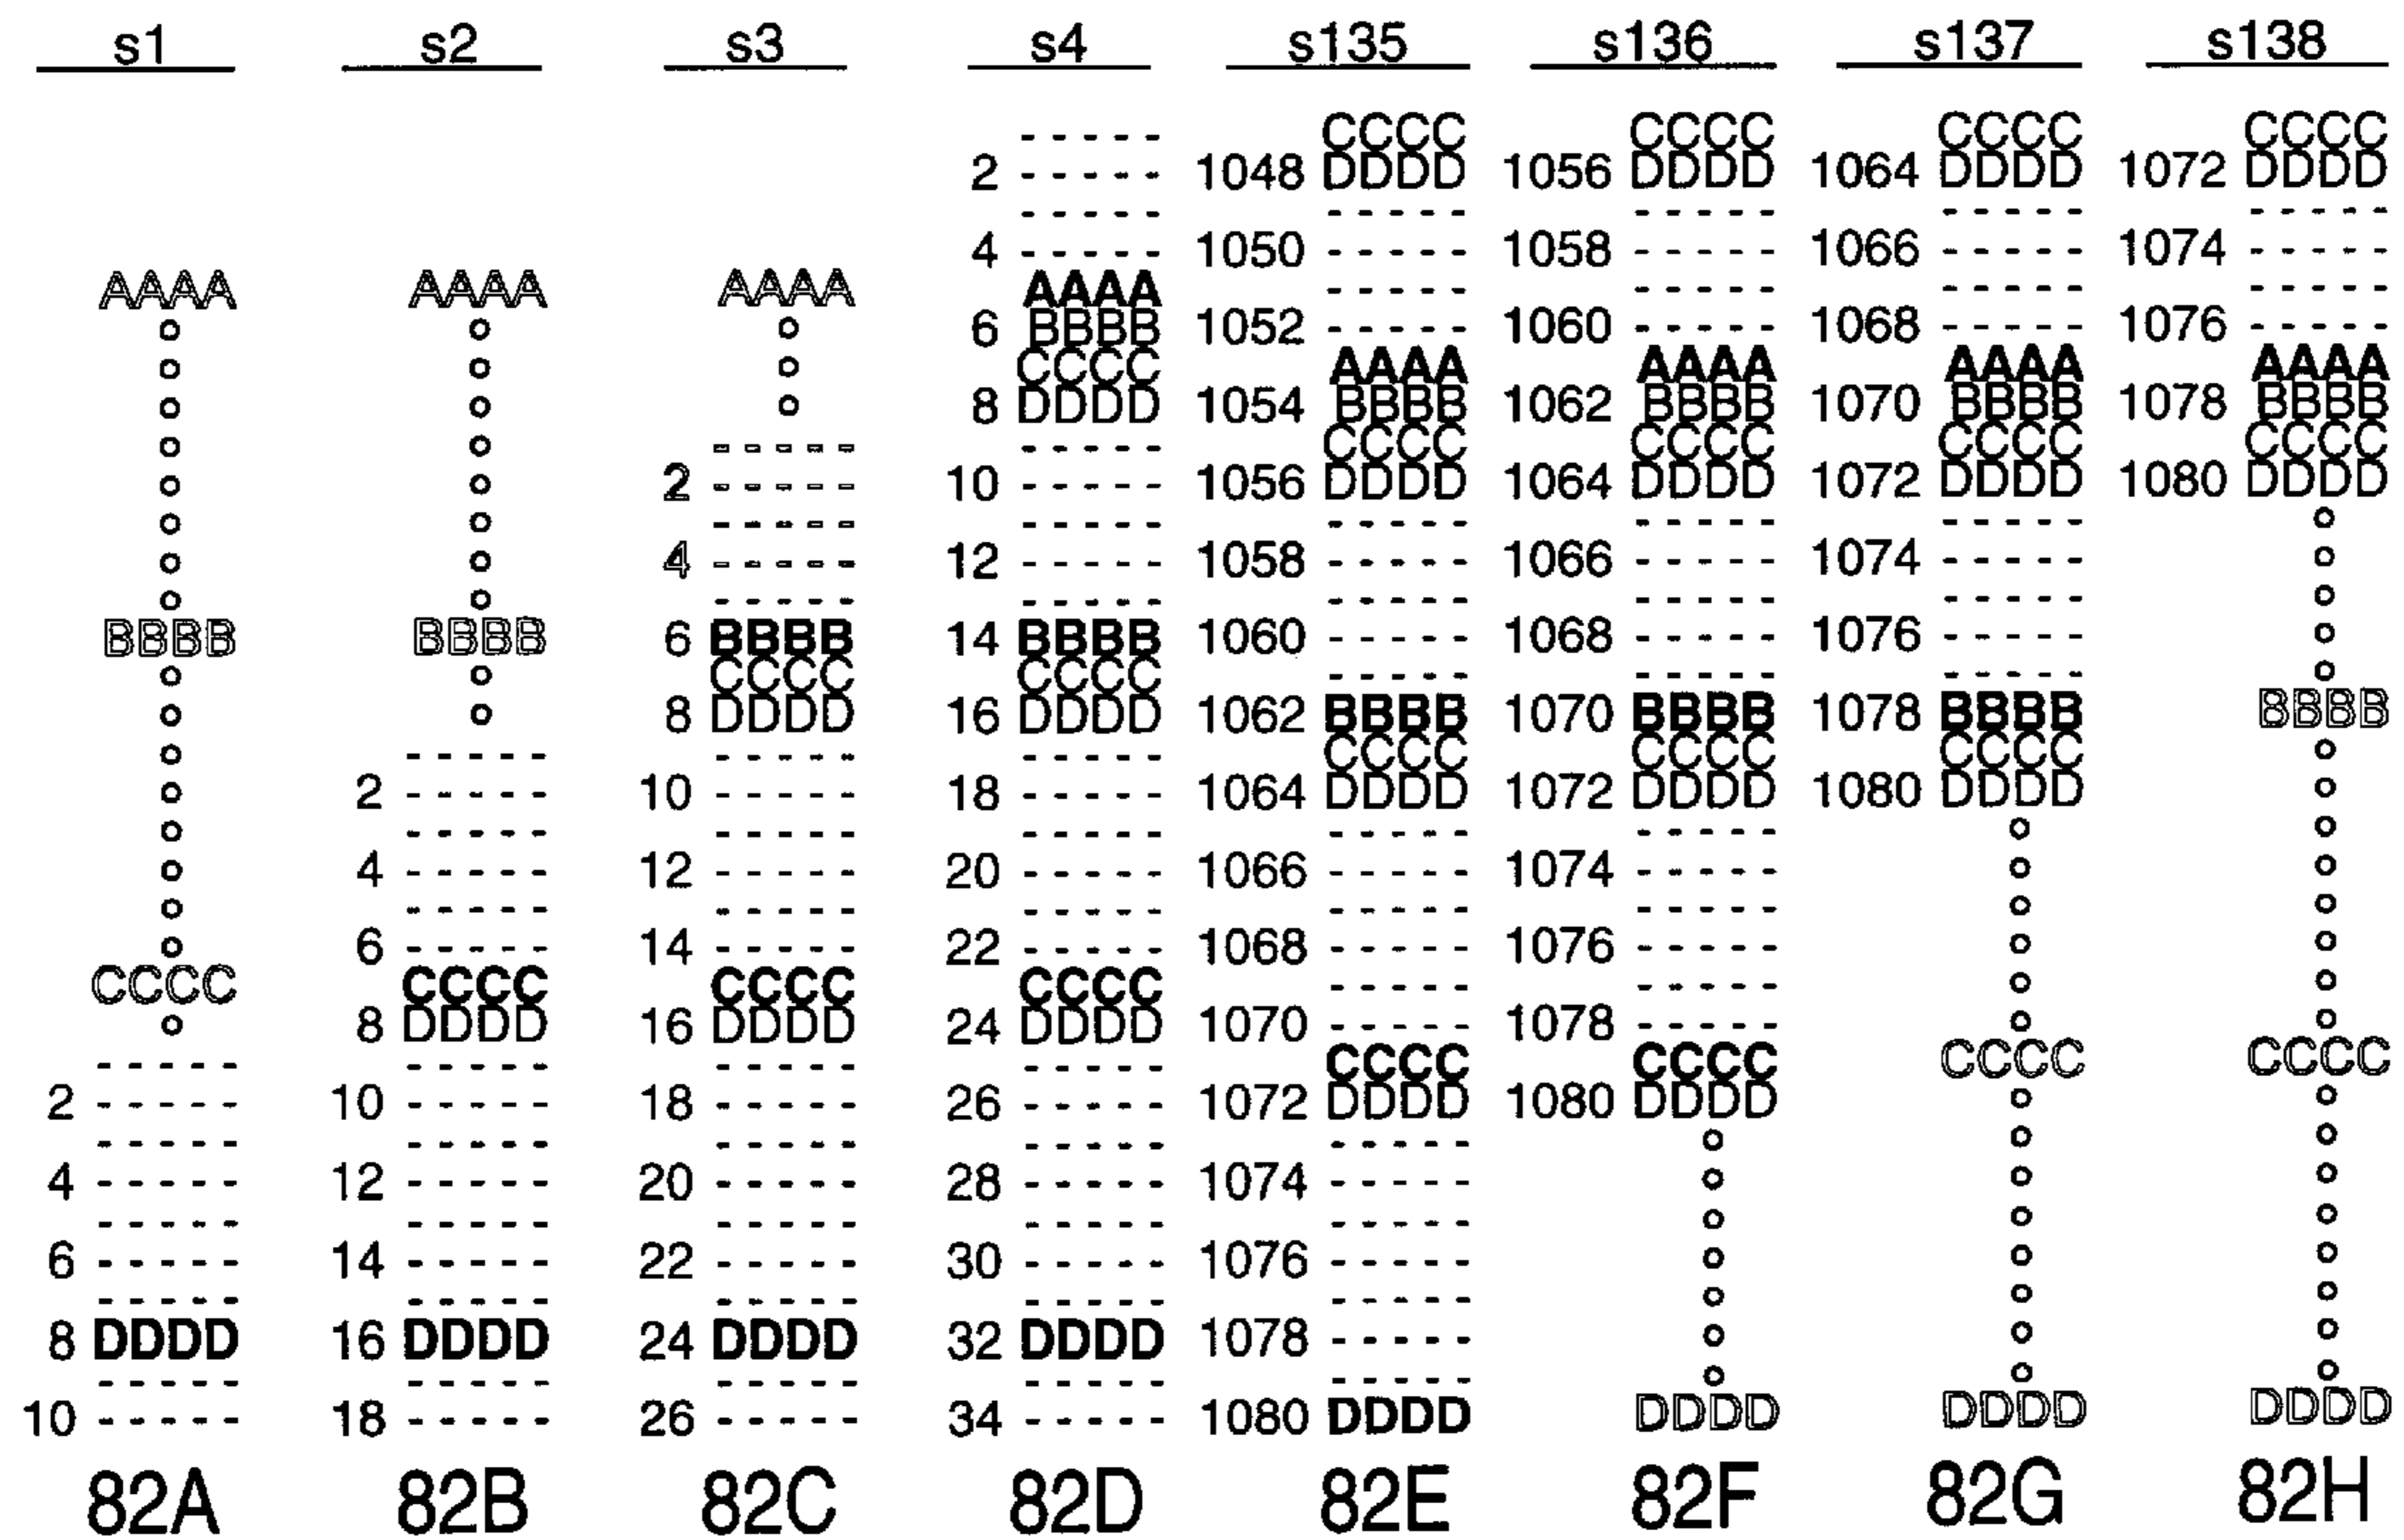 s1 s2 s3 s4 s135 s136 s137 s138
----- CCCC CCCC CCCC CCCC
2 ----- 1048 DDDD 1056 DDDD 1064 DDDD 1072 DDDD
----- ----- ----- ----- -----
4 ----- 1050 ----- 1058 ----- 1066 ----- 1074 -----
AAAA AAAA AAAA AAAA ----- ----- ----- -----
o o o 6 BBBB 1052 ----- 1060 ----- 1068 ----- 1076 -----
o o o CCCC AAAA AAAA AAAA AAAA
o o o 8 DDDD 1054 BBBB 1062 BBBB 1070 BBBB 1078 BBBB
o o ----- ----- CCCC CCCC CCCC CCCC
o o 2 ----- 10 ----- 1056 DDDD 1064 DDDD 1072 DDDD 1080 DDDD
o o ----- ----- ----- ----- ----- o
o o 4 ----- 12 ----- 1058 ----- 1066 ----- 1074 ----- o
o o ----- ----- ----- ----- ----- o
BBBB BBBB 6 BBBB 14 BBBB 1060 ----- 1068 ----- 1076 ----- o
o o CCCC CCCC ----- ----- ----- o
o o 8 DDDD 16 DDDD 1062 BBBB 1070 BBBB 1078 BBBB BBBB
o ----- ----- ----- CCCC CCCC CCCC o
o 2 ----- 10 ----- 18 ----- 1064 DDDD 1072 DDDD 1080 DDDD o
o ----- ----- ----- ----- ----- o o
o 4 ----- 12 ----- 20 ----- 1066 ----- 1074 ----- o o
o ----- ----- ----- ----- ----- o o
o 6 ----- 14 ----- 22 ----- 1068 ----- 1076 ----- o o
CCCC CCCC CCCC CCCC ----- ----- o o
o 8 DDDD 16 DDDD 24 DDDD 1070 ----- 1078 ----- o o
----- ----- ----- ----- CCCC CCCC CCCC CCCC
2 ----- 10 ----- 18 ----- 26 ----- 1072 DDDD 1080 DDDD o o
----- ----- ----- ----- ----- o o o
4 ----- 12 ----- 20 ----- 28 ----- 1074 ----- o o o
----- ----- ----- ----- ----- o o o
6 ----- 14 ----- 22 ----- 30 ----- 1076 ----- o o o
----- ----- ----- ----- ----- o o o
8 DDDD 16 DDDD 24 DDDD 32 DDDD 1078 ----- o o o
----- ----- ----- ----- ----- o o o
10 ----- 18 ----- 26 ----- 34 ----- 1080 DDDD DDDD DDDD DDDD
82A 82B 82C 82D 82E 82F 82G 82H